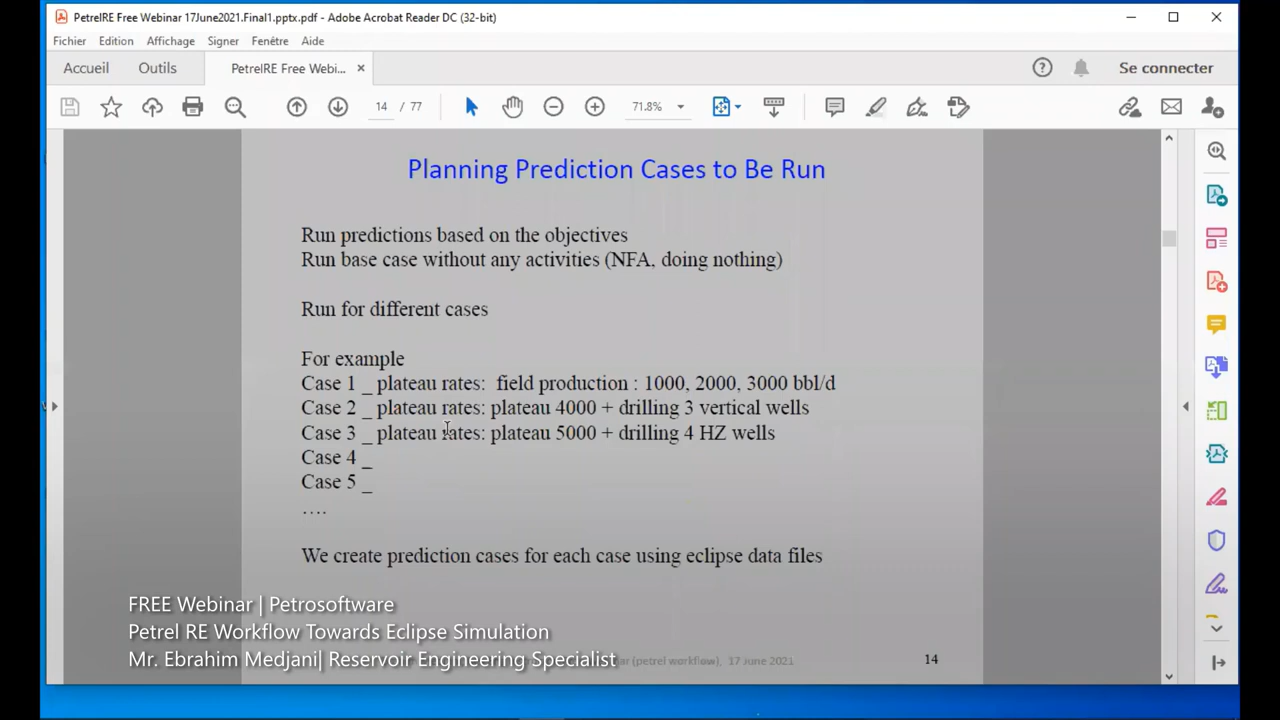 PetrelRE Free Webinar 17June2021.Final1.pptx.pdf - Adobe Acrobat Reader DC (32-bit)
Fichier Edition Affichage Signer Fenêtre Aide
Accueil Outils PetrelRE Free Webi... × Se connecter
14 / 77 71.8%
Planning Prediction Cases to Be Run
Run predictions based on the objectives
Run base case without any activities (NFA, doing nothing)
Run for different cases
For example
Case 1 _ plateau rates: field production : 1000, 2000, 3000 bbl/d
Case 2 _ plateau rates: plateau 4000 + drilling 3 vertical wells
Case 3 _ plateau rates: plateau 5000 + drilling 4 HZ wells
Case 4 _
Case 5 _
….
We create prediction cases for each case using eclipse data files
FREE Webinar | Petrosoftware
Petrel RE Workflow Towards Eclipse Simulation
Mr. Ebrahim Medjani| Reservoir Engineering Specialist
(petrel workflow), 17 June 2021
14